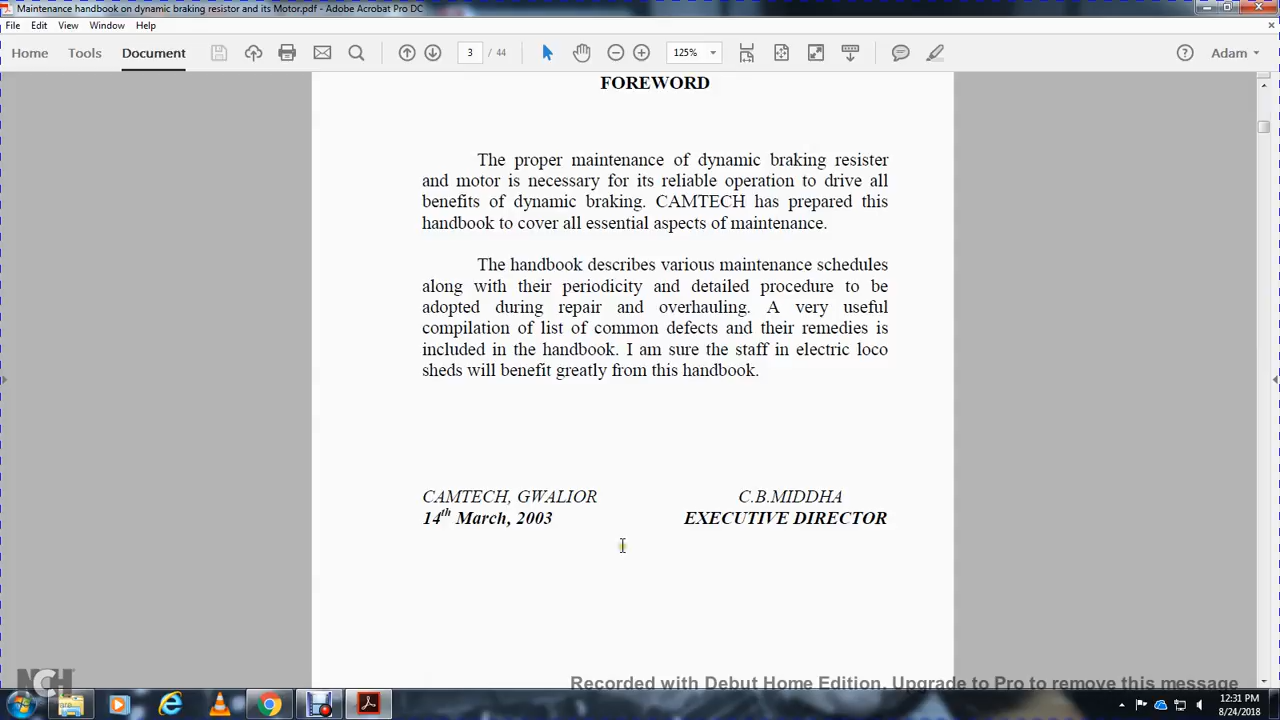 Maintenance handbook on dynamic braking resistor and its Motor.pdf - Adobe Acrobat Pro DC
File Edit View Window Help
Home Tools Document 3 / 44 125% Adam
FOREWORD
The proper maintenance of dynamic braking resister
and motor is necessary for its reliable operation to drive all
benefits of dynamic braking. CAMTECH has prepared this
handbook to cover all essential aspects of maintenance.
The handbook describes various maintenance schedules
along with their periodicity and detailed procedure to be
adopted during repair and overhauling. A very useful
compilation of list of common defects and their remedies is
included in the handbook. I am sure the staff in electric loco
sheds will benefit greatly from this handbook.
CAMTECH, GWALIOR C.B.MIDDHA
14th March, 2003 EXECUTIVE DIRECTOR
NCH
Recorded with Debut Home Edition. Upgrade to Pro to remove this message
12:31 PM
8/24/2018